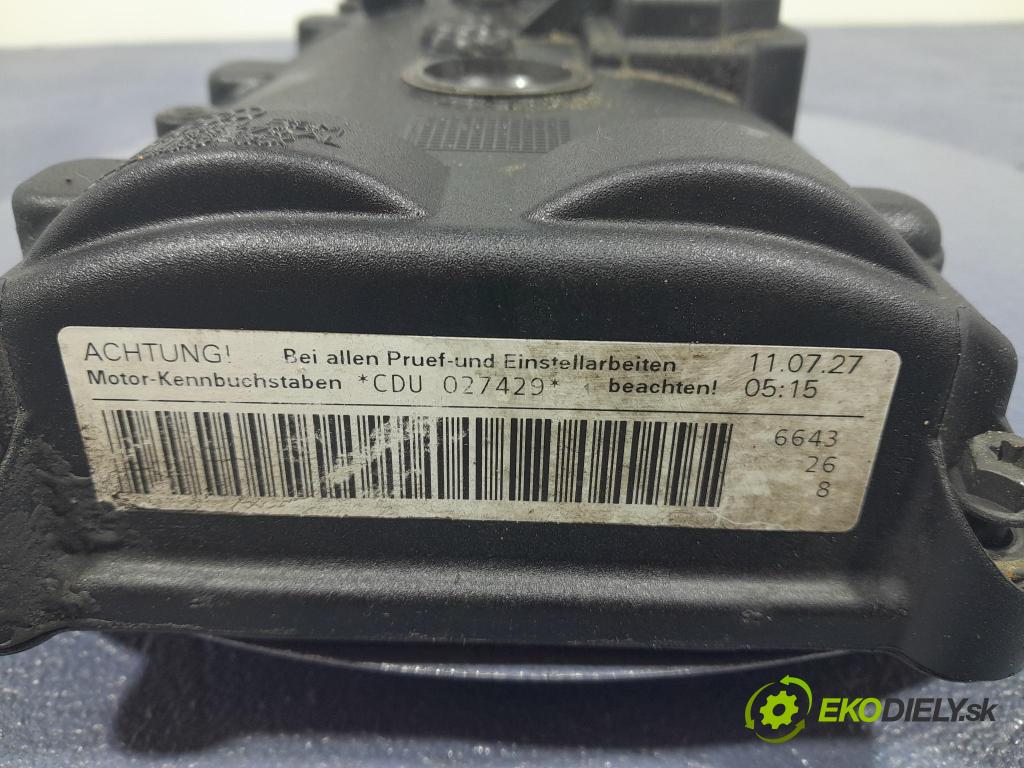 ACHTUNG! Bei allen Pruef-und Einstellarbeiten 11.07.27
Motor-Kennbuchstaben *CDU 027429* beachten! 05:15
6643
26
8
EKODIELY.sk